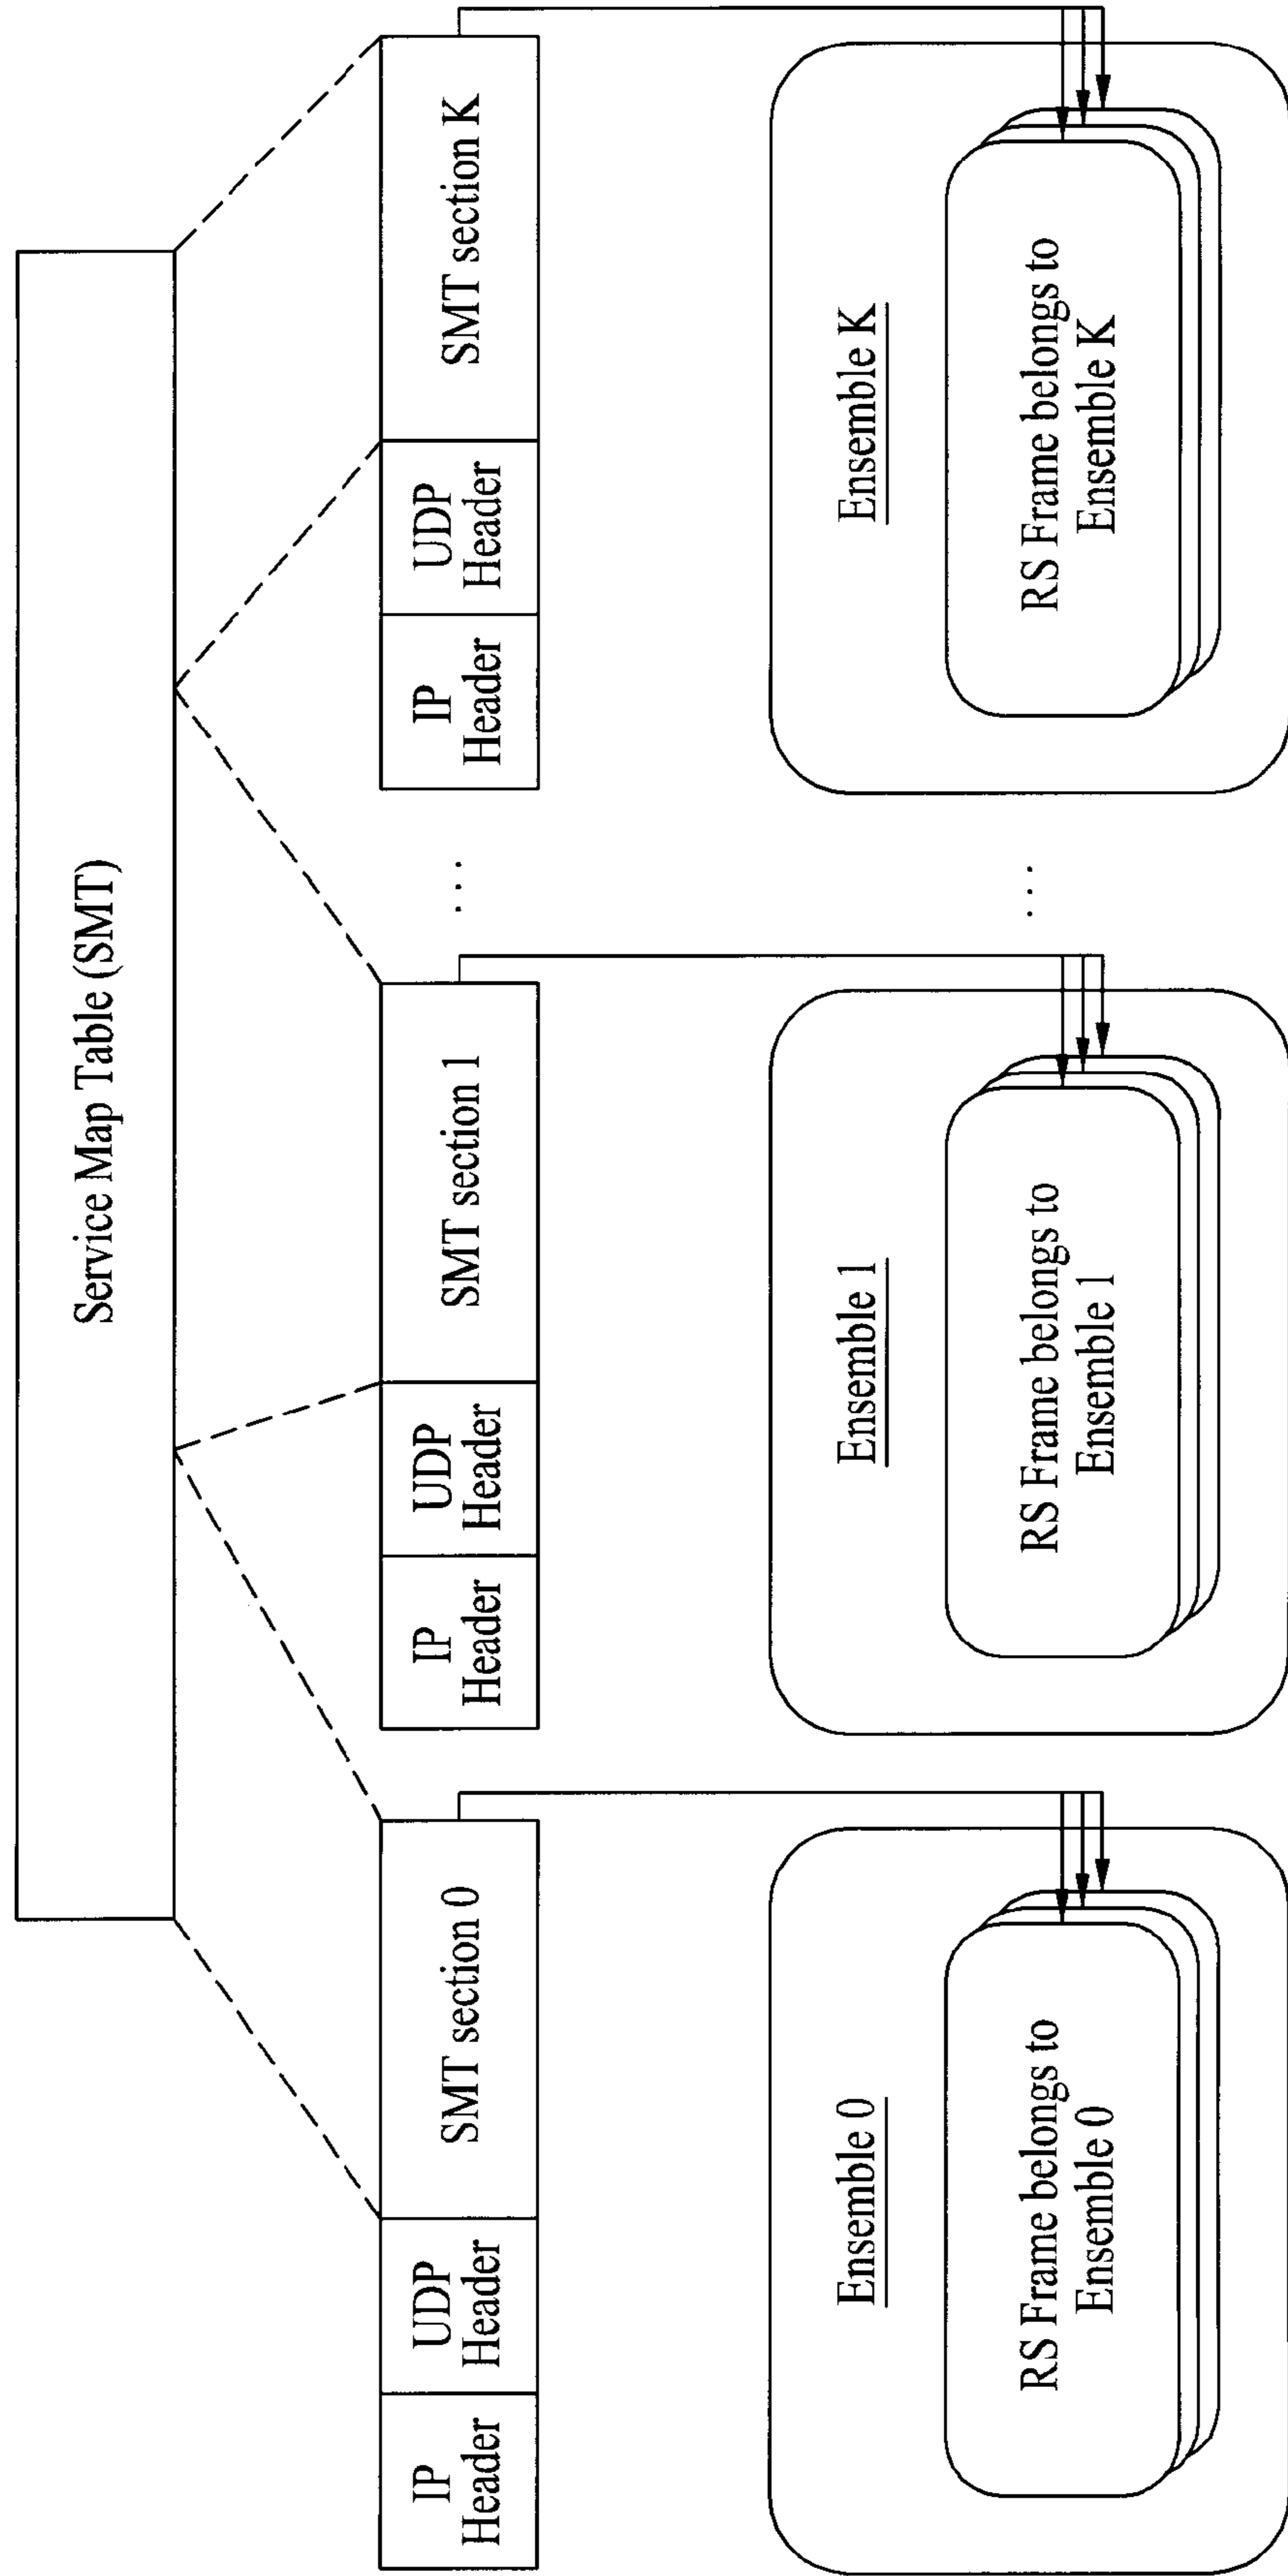 Service Map Table (SMT)
IP
Header
UDP
Header
SMT section 0
IP
Header
UDP
Header
SMT section 1
...
IP
Header
UDP
Header
SMT section K
Ensemble 0
RS Frame belongs to
Ensemble 0
Ensemble 1
RS Frame belongs to
Ensemble 1
...
Ensemble K
RS Frame belongs to
Ensemble K